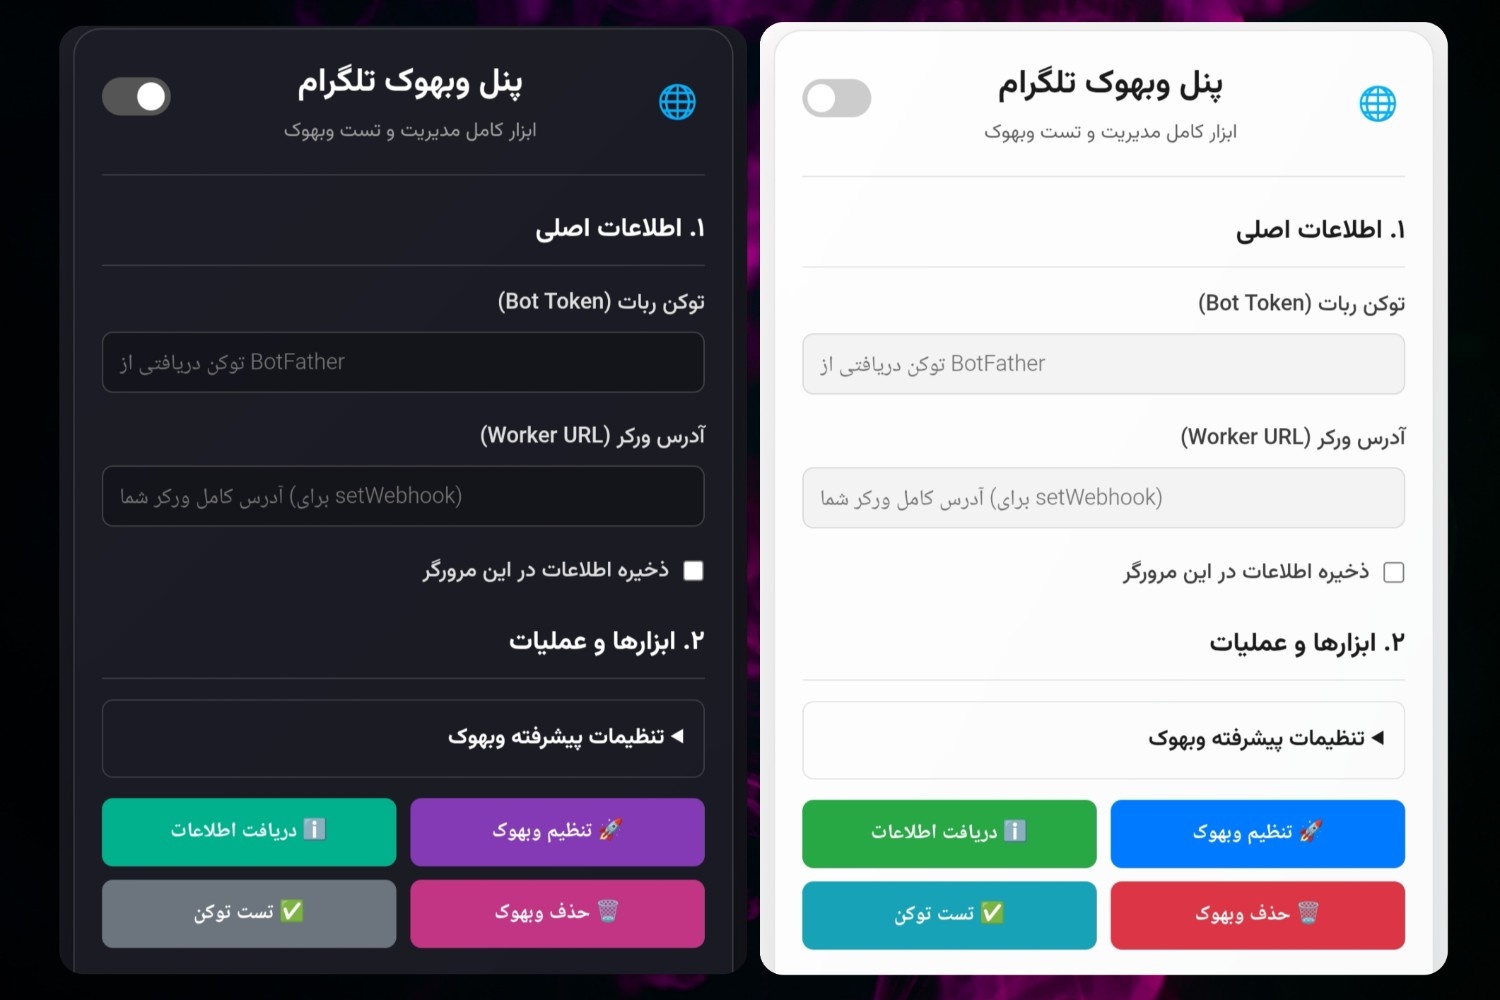 پنل وبهوک تلگرام
ابزار کامل مدیریت و تست وبهوک
۱. اطلاعات اصلی
توکن ربات (Bot Token)
توکن دریافتی از BotFather
آدرس ورکر (Worker URL)
آدرس کامل ورکر شما (برای setWebhook)
ذخیره اطلاعات در این مرورگر
۲. ابزارها و عملیات
تنظیمات پیشرفته وبهوک
🚀 تنظیم وبهوک
ℹ️ دریافت اطلاعات
🗑️ حذف وبهوک
✅ تست توکن
پنل وبهوک تلگرام
ابزار کامل مدیریت و تست وبهوک
۱. اطلاعات اصلی
توکن ربات (Bot Token)
توکن دریافتی از BotFather
آدرس ورکر (Worker URL)
آدرس کامل ورکر شما (برای setWebhook)
ذخیره اطلاعات در این مرورگر
۲. ابزارها و عملیات
تنظیمات پیشرفته وبهوک
🚀 تنظیم وبهوک
ℹ️ دریافت اطلاعات
🗑️ حذف وبهوک
✅ تست توکن